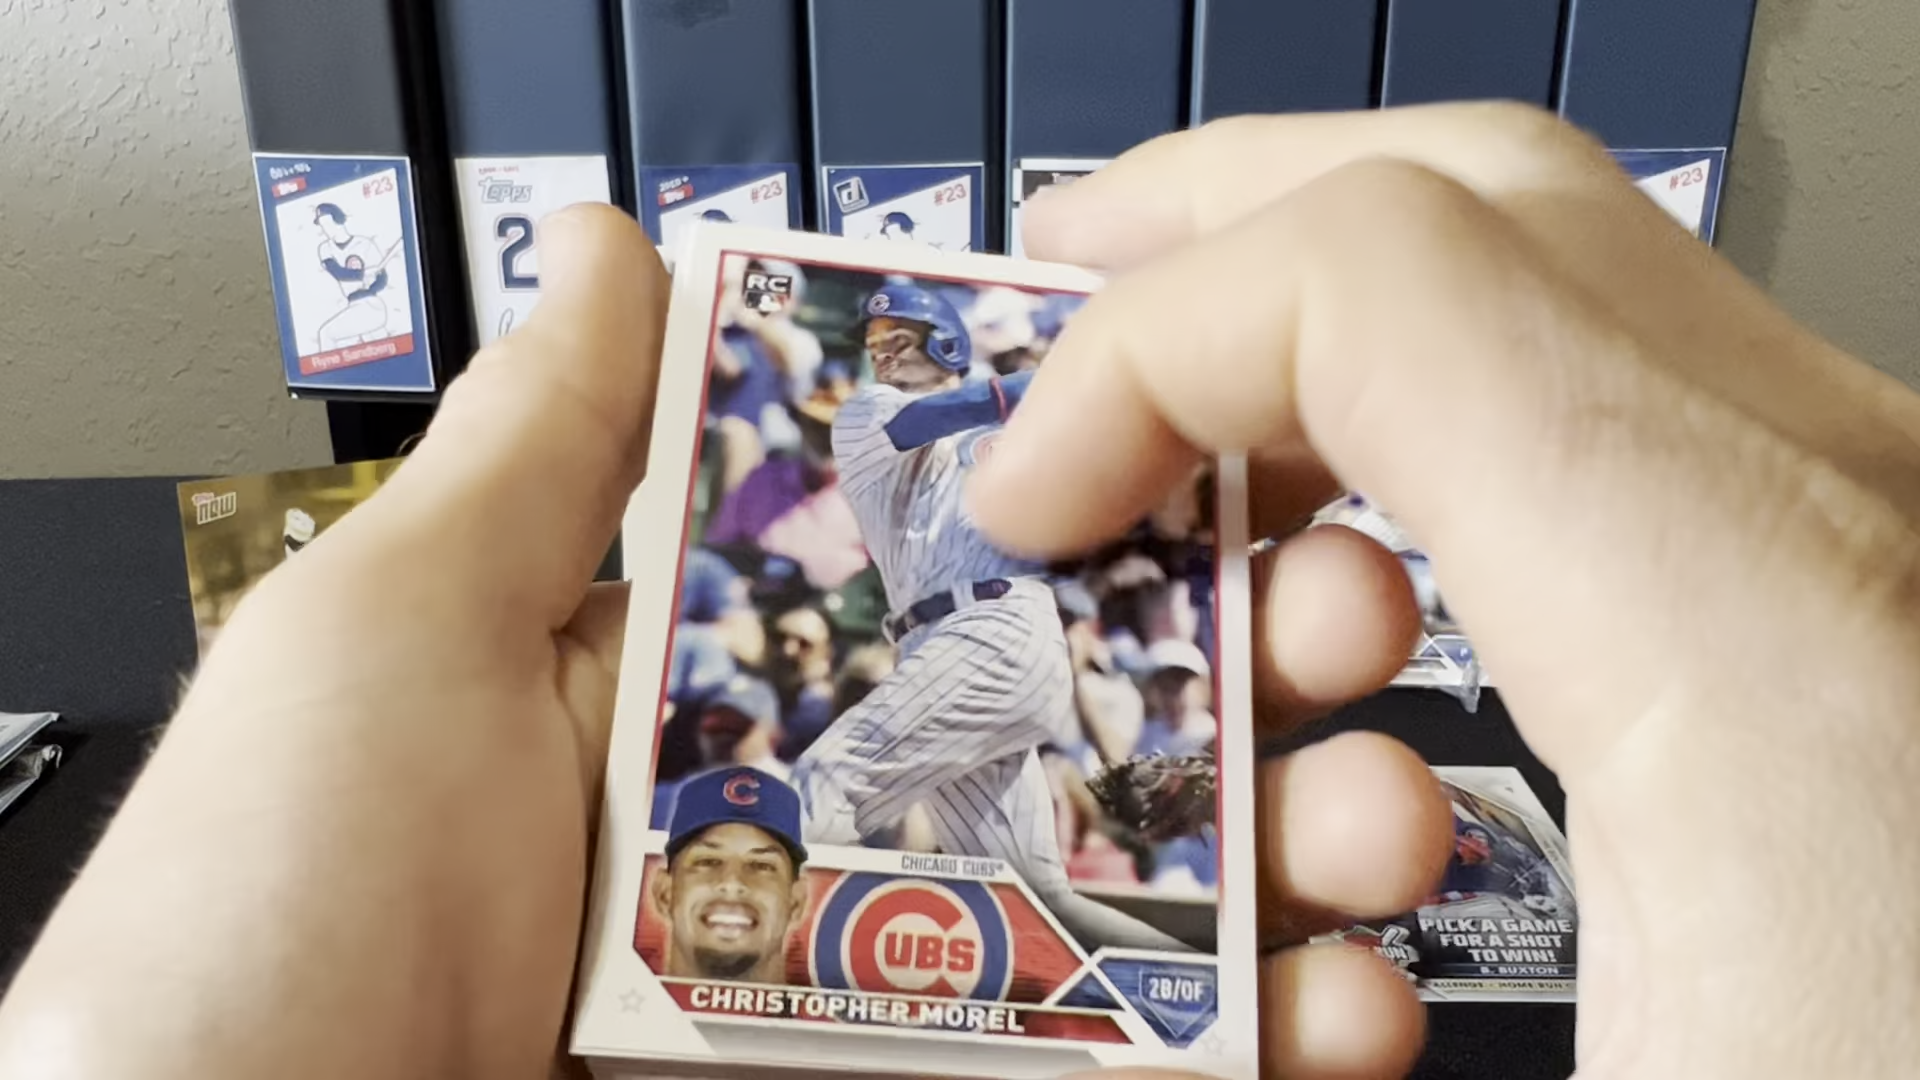 #23
Ryne Sandberg
TOPPS
2
#23
#23
#23
TOPPS
NOW
RC
C
C
CHICAGO CUBS®
CUBS
CHRISTOPHER MOREL
2B/OF
RUN
PICK A GAME
FOR A SHOT
TO WIN!
B. BUXTON